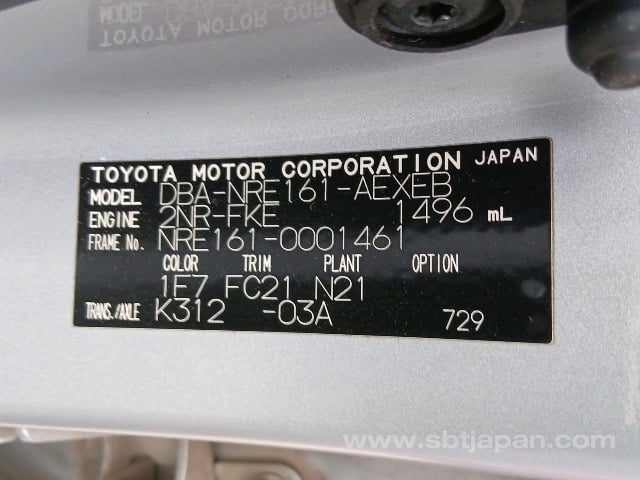 TOYOTA MOTOR CORPORATION JAPAN
MODEL DBA-NRE161-AEXEB
ENGINE 2NR-FKE 1496 mL
FRAME No. NRE161-0001461
COLOR TRIM PLANT OPTION
1F7 FC21 N21
TRANS./AXLE K312 -03A 729
www.sbtjapan.com